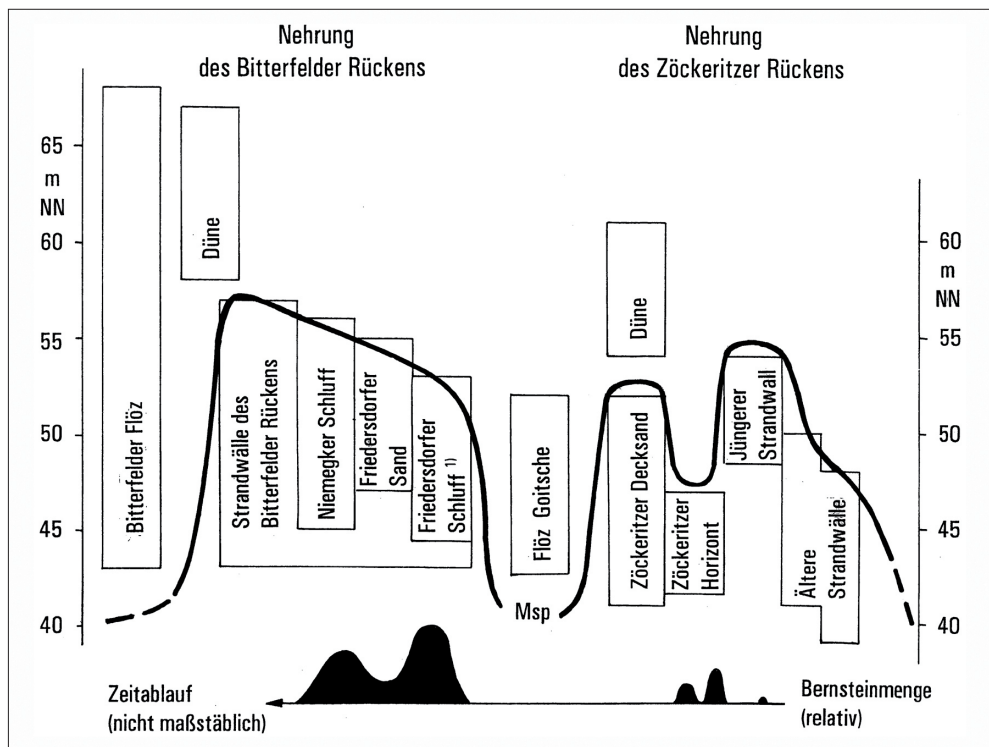 Nehrung
des Bitterfelder Rückens
Nehrung
des Zöckeritzer Rückens
65
m
NN
60
55
50
45
40
60
m
NN
55
50
45
40
Bitterfelder Flöz
Düne
Strandwälle des
Bitterfelder Rückens
Niemegker Schluff
Friedersdorfer
Sand
Friedersdorfer
Schluff 1)
Flöz Goitsche
Düne
Zöckeritzer Decksand
Zöckeritzer
Horizont
Jüngerer
Strandwall
Ältere
Strandwälle
Msp
Zeitablauf
(nicht maßstäblich)
Bernsteinmenge
(relativ)